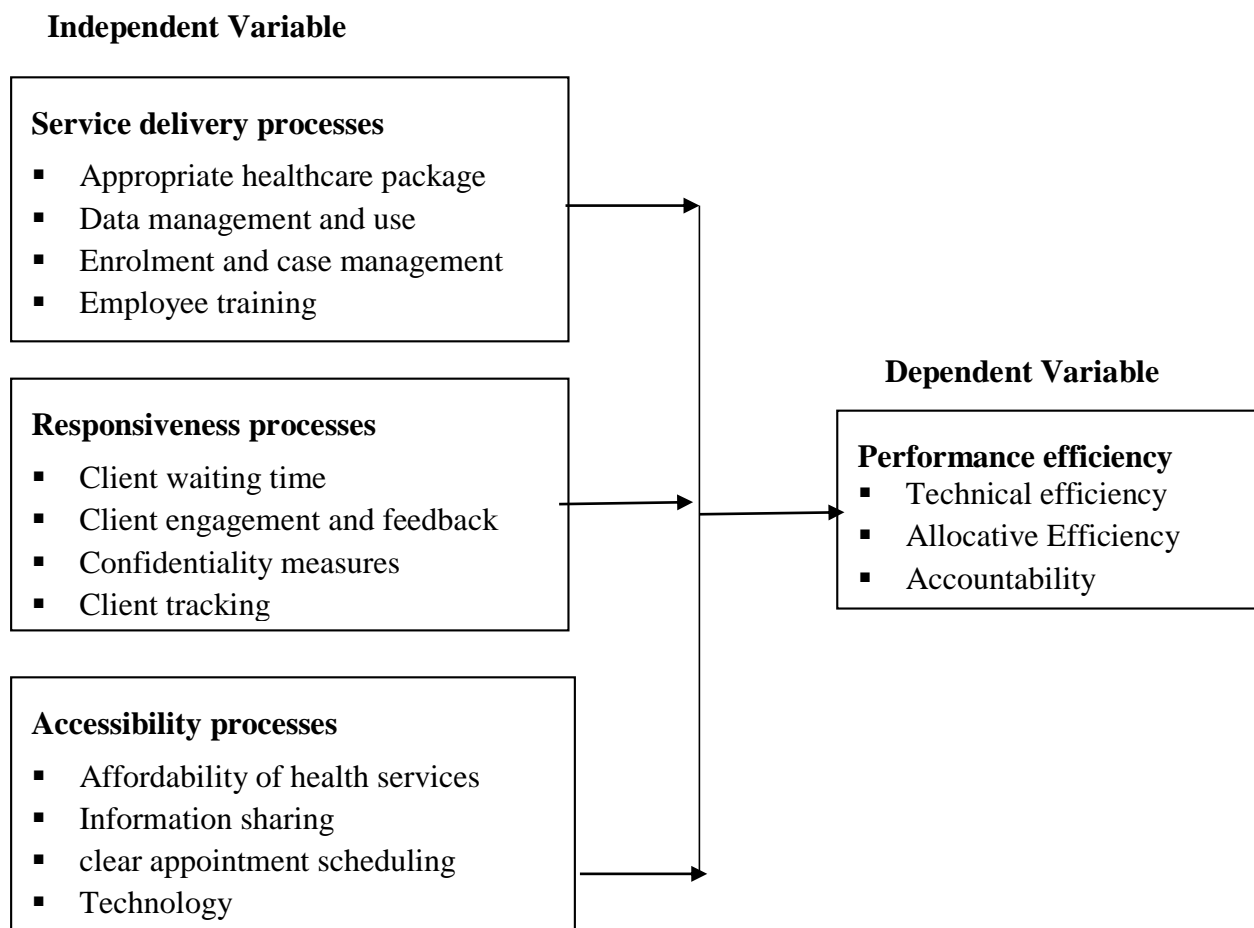 Independent Variable
Service delivery processes
▪ Appropriate healthcare package
▪ Data management and use
▪ Enrolment and case management
▪ Employee training
Responsiveness processes
▪ Client waiting time
▪ Client engagement and feedback
▪ Confidentiality measures
▪ Client tracking
Accessibility processes
▪ Affordability of health services
▪ Information sharing
▪ clear appointment scheduling
▪ Technology
Dependent Variable
Performance efficiency
▪ Technical efficiency
▪ Allocative Efficiency
▪ Accountability